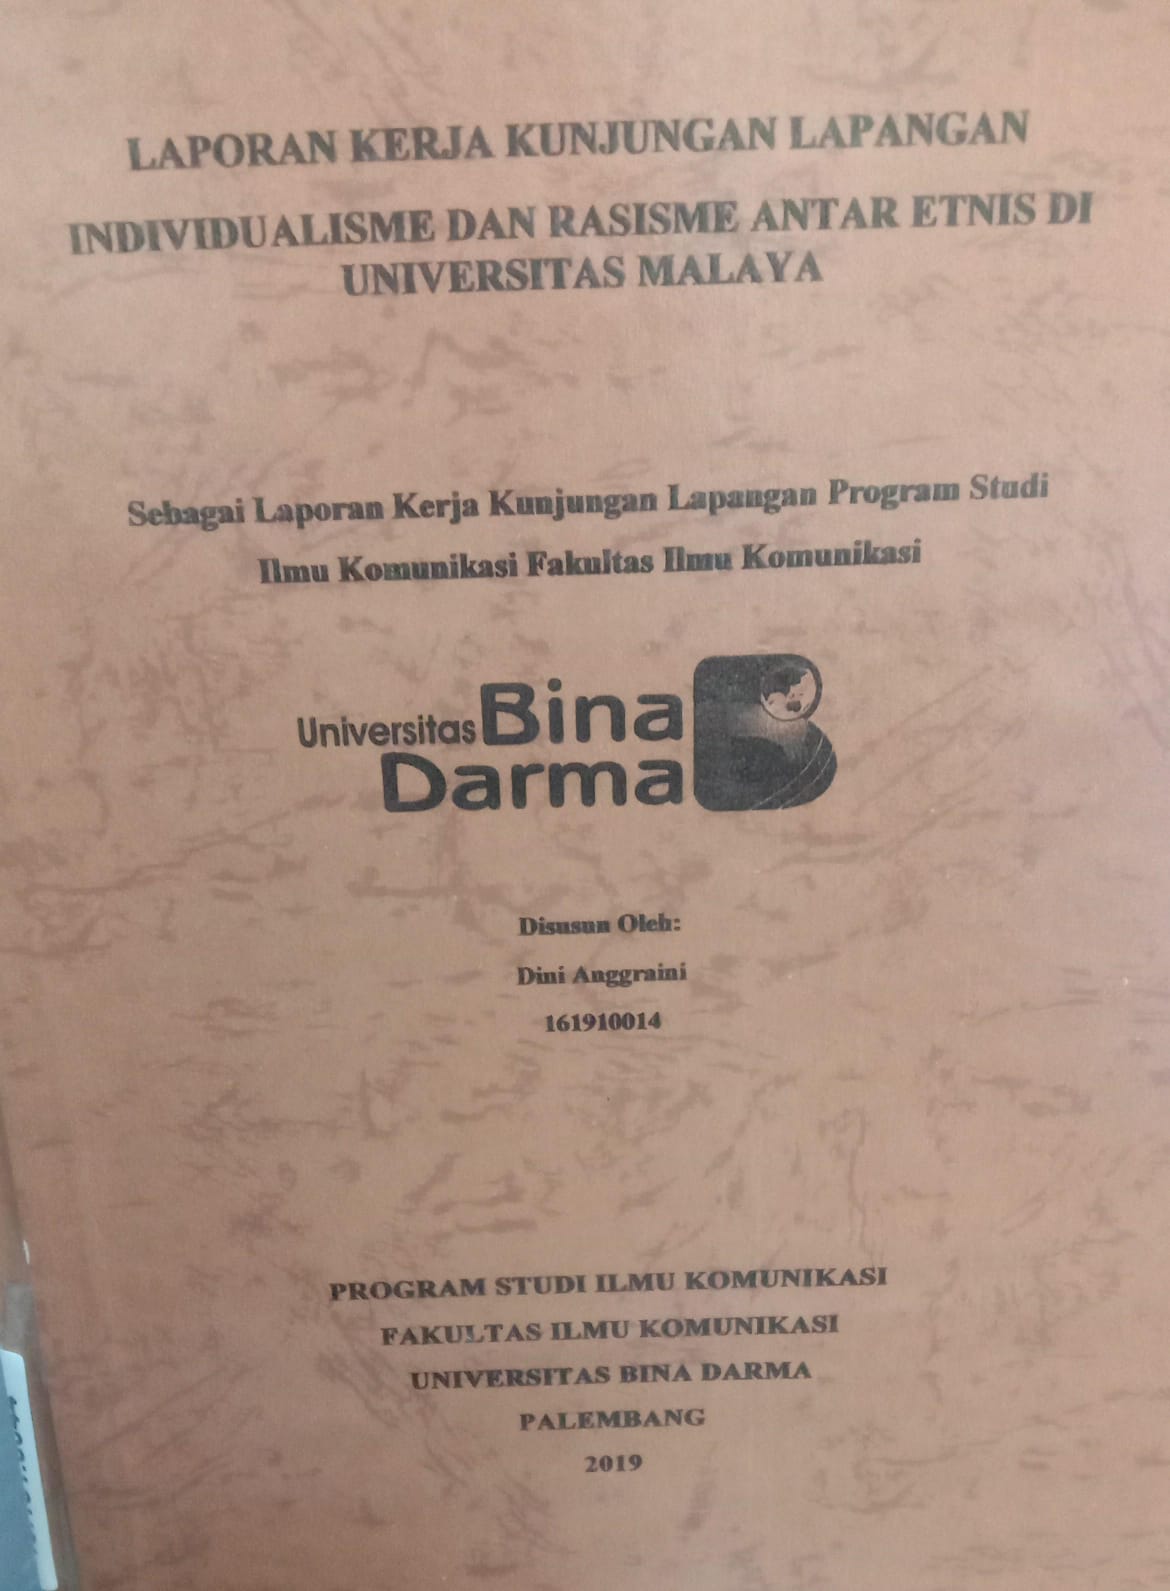 LAPORAN KERJA KUNJUNGAN LAPANGAN
INDIVIDUALISME DAN RASISME ANTAR ETNIS DI
UNIVERSITAS MALAYA
Sebagai Laporan Kerja Kunjungan Lapangan Program Studi
Ilmu Komunikasi Fakultas Ilmu Komunikasi
Universitas Bina
Darma
Disusun Oleh:
Dini Anggraini
161910014
PROGRAM STUDI ILMU KOMUNIKASI
FAKULTAS ILMU KOMUNIKASI
UNIVERSITAS BINA DARMA
PALEMBANG
2019